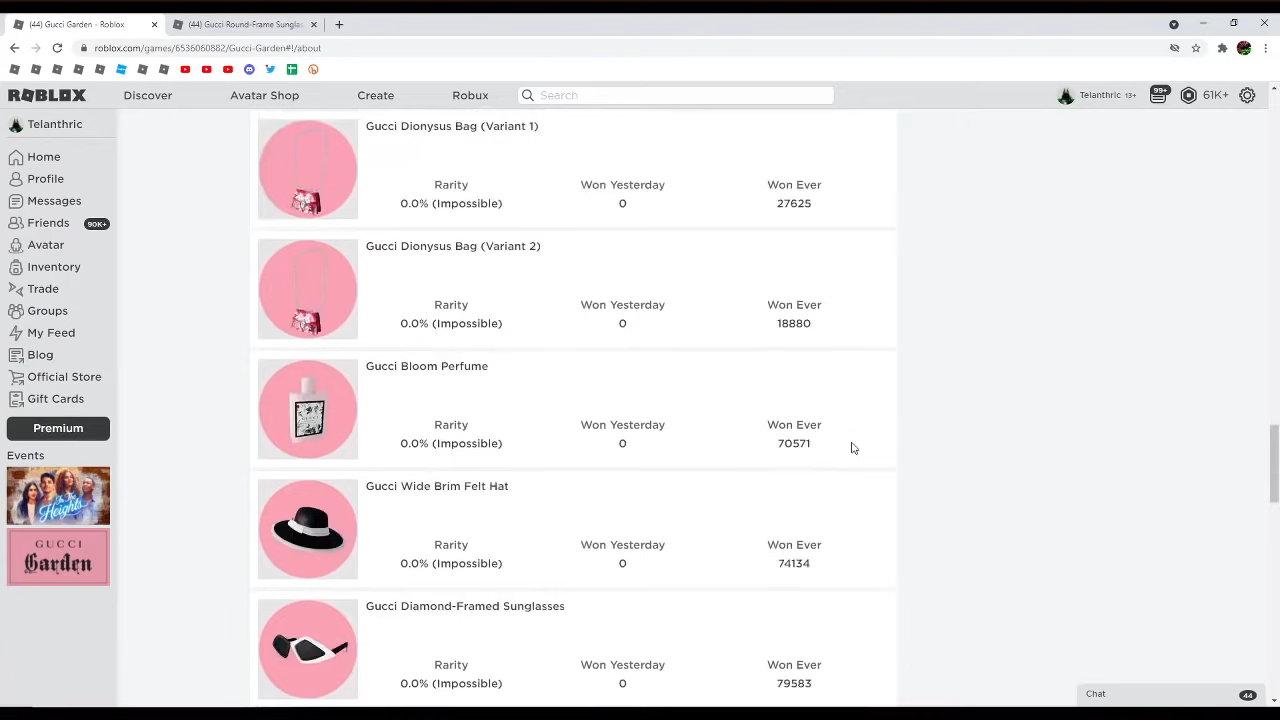 (44) Gucci Garden - Roblox
(44) Gucci Round-Frame Sungla
roblox.com/games/6536060882/Gucci-Garden#!/about
ROBLOX
Discover
Avatar Shop
Create
Robux
Search
Telanthric 13+
99+
61K+
Telanthric
Home
Profile
Messages
Friends 90K+
Avatar
Inventory
Trade
Groups
My Feed
Blog
Official Store
Gift Cards
Premium
Events
In The Heights
GUCCI
Garden
Gucci Dionysus Bag (Variant 1)
Rarity Won Yesterday Won Ever
0.0% (Impossible) 0 27625
Gucci Dionysus Bag (Variant 2)
Rarity Won Yesterday Won Ever
0.0% (Impossible) 0 18880
Gucci Bloom Perfume
Rarity Won Yesterday Won Ever
0.0% (Impossible) 0 70571
Gucci Wide Brim Felt Hat
Rarity Won Yesterday Won Ever
0.0% (Impossible) 0 74134
Gucci Diamond-Framed Sunglasses
Rarity Won Yesterday Won Ever
0.0% (Impossible) 0 79583
Chat 44